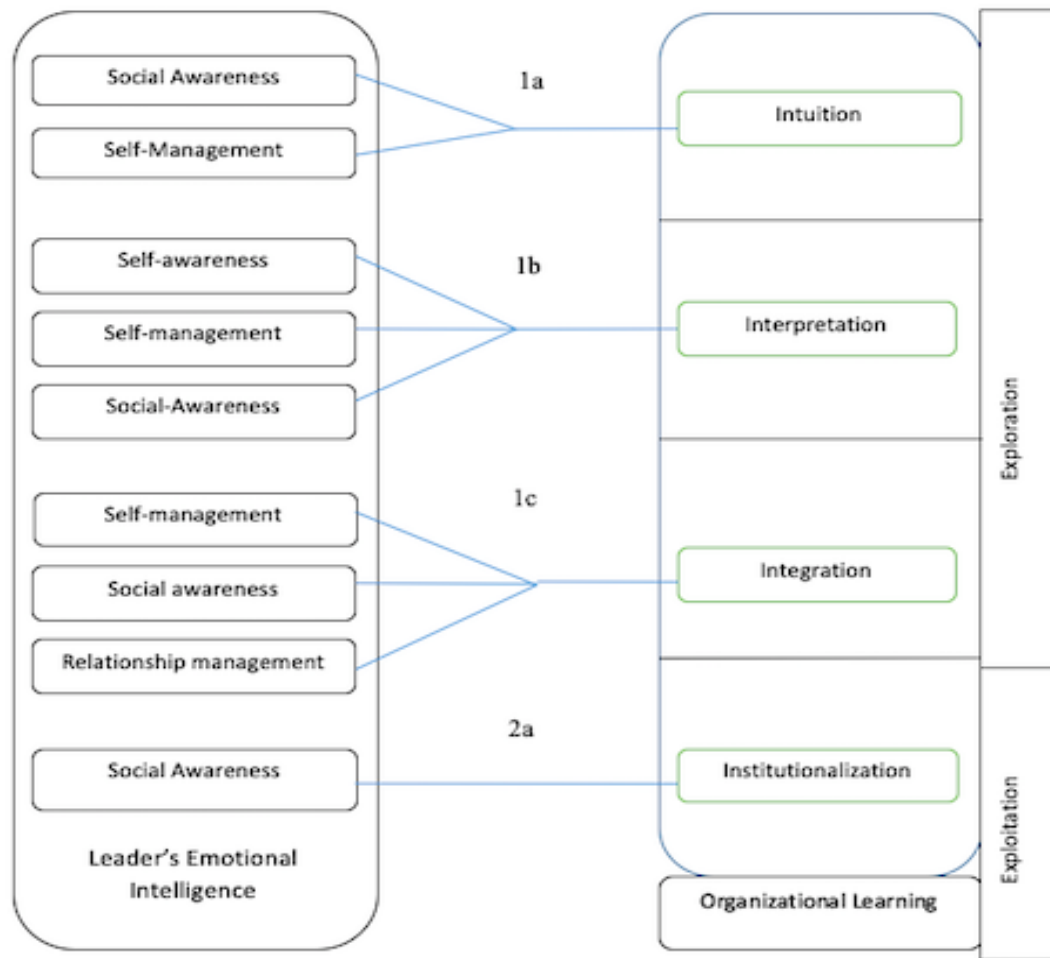 Social Awareness
1a
Intuition
Self-Management
Self-awareness
1b
Interpretation
Self-management
Social-Awareness
Exploration
Self-management
1c
Integration
Social awareness
Relationship management
2a
Social Awareness
Institutionalization
Exploitation
Leader’s Emotional
Intelligence
Organizational Learning